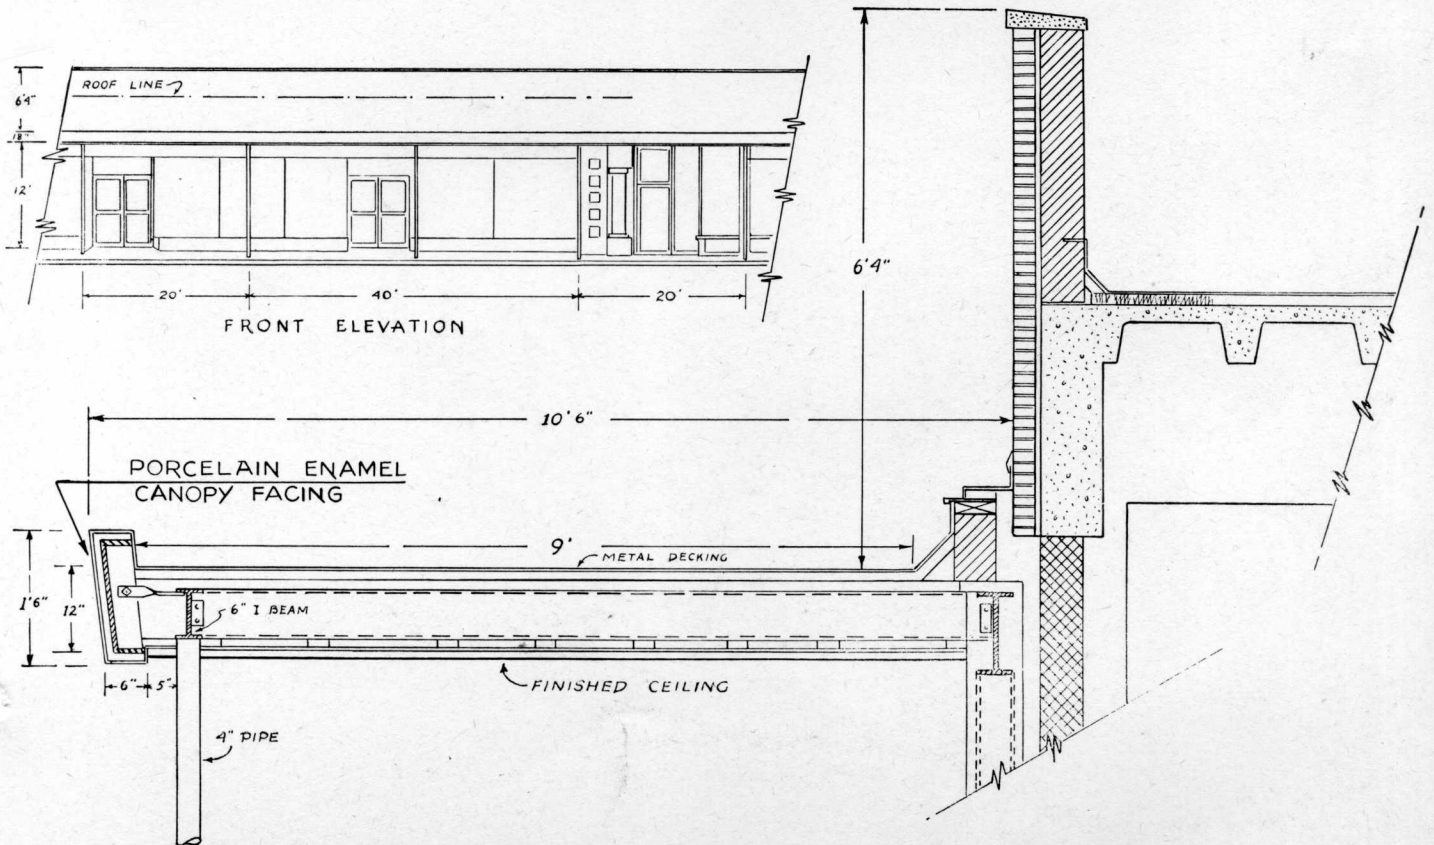 ROOF LINE
6'4"
18"
12'
20'
40'
20'
FRONT ELEVATION
6'4"
10'6"
PORCELAIN ENAMEL
CANOPY FACING
9'
METAL DECKING
1'6"
12"
6" I BEAM
6"
5"
FINISHED CEILING
4" PIPE